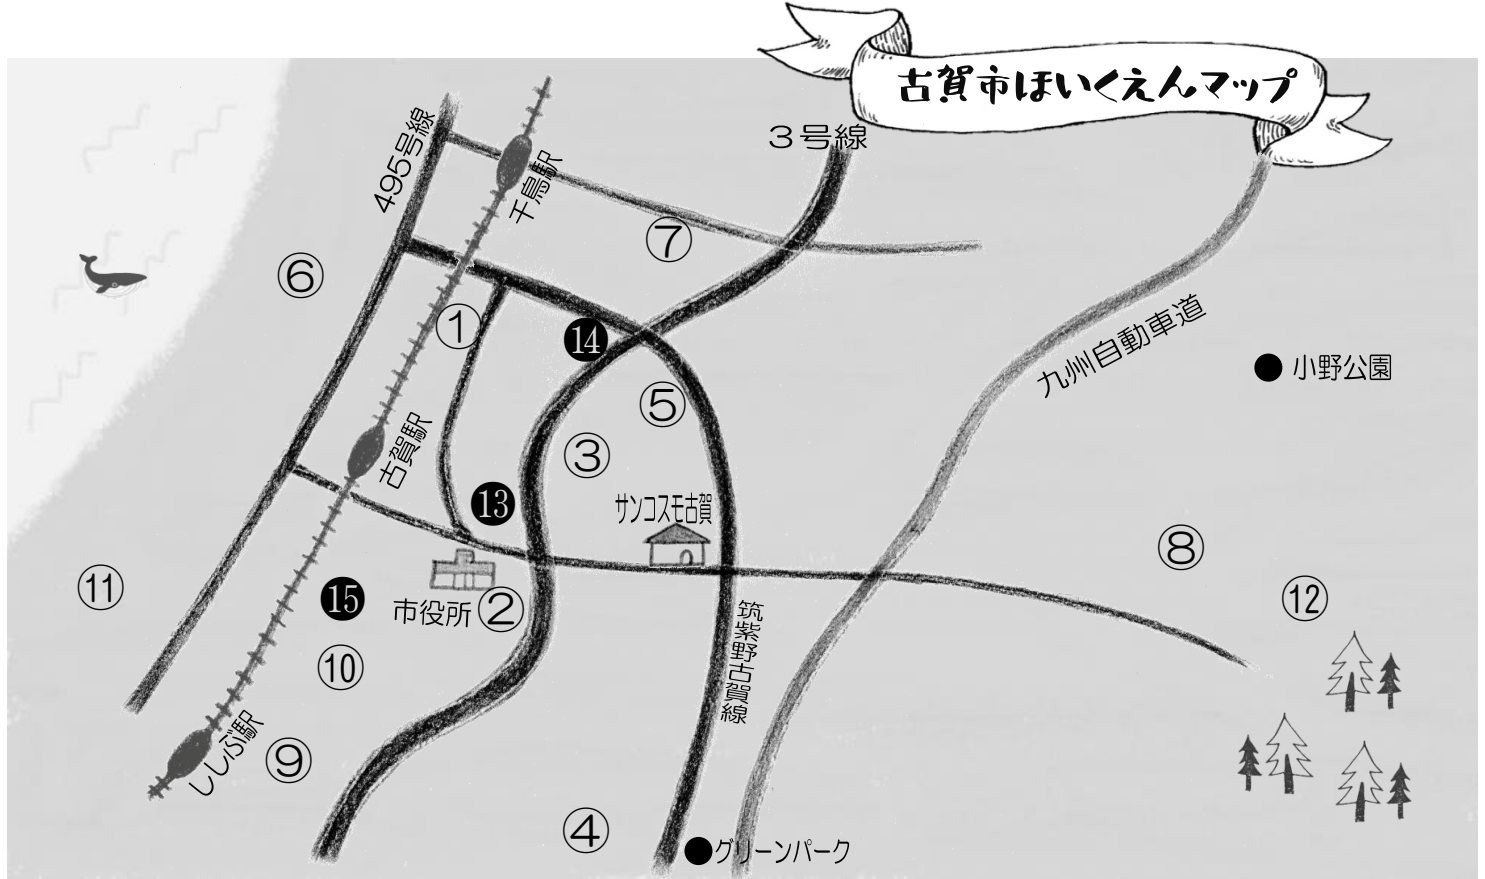 古賀市ほいくえんマップ
3号線
495号線
千鳥駅
⑦
⑥
①
⓮
九州自動車道
小野公園
⑤
古賀駅
③
⓭
サンコスモ古賀
⑧
⑪
⓯
市役所
②
⑫
筑紫野古賀線
⑩
ししぶ駅
⑨
④
グリーンパーク